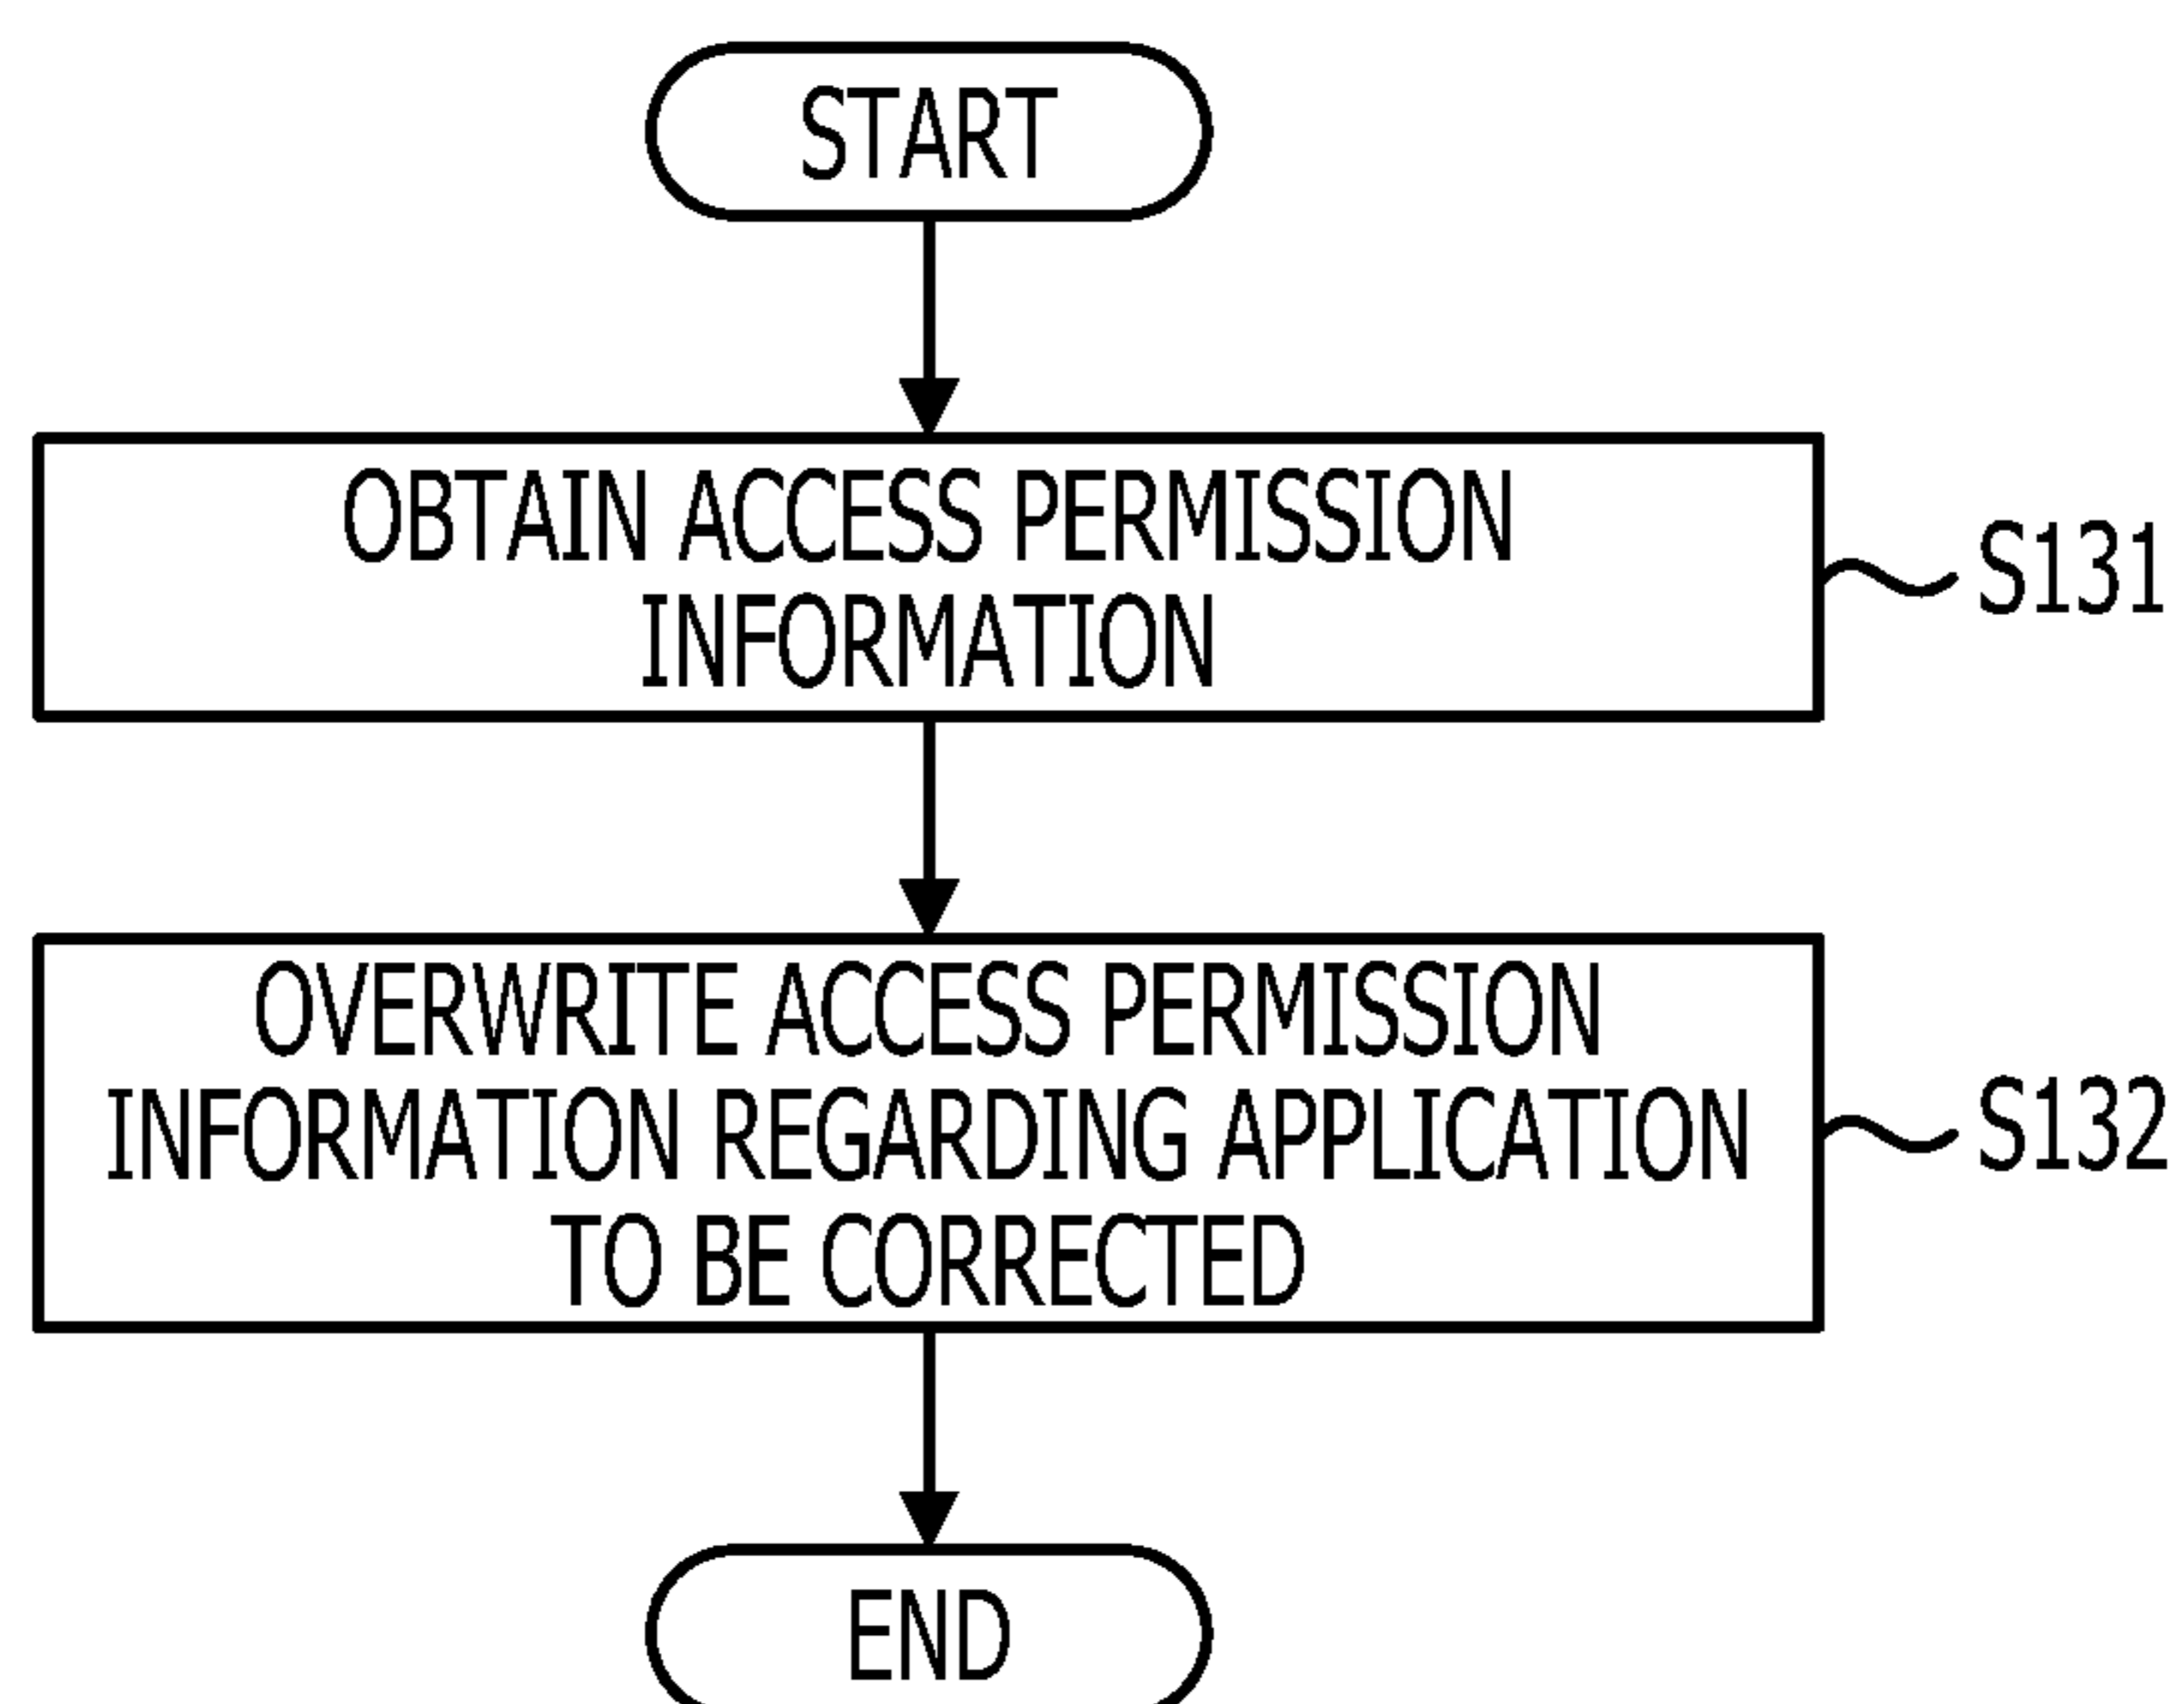 START
OBTAIN ACCESS PERMISSION
INFORMATION
S131
OVERWRITE ACCESS PERMISSION
INFORMATION REGARDING APPLICATION
TO BE CORRECTED
S132
END